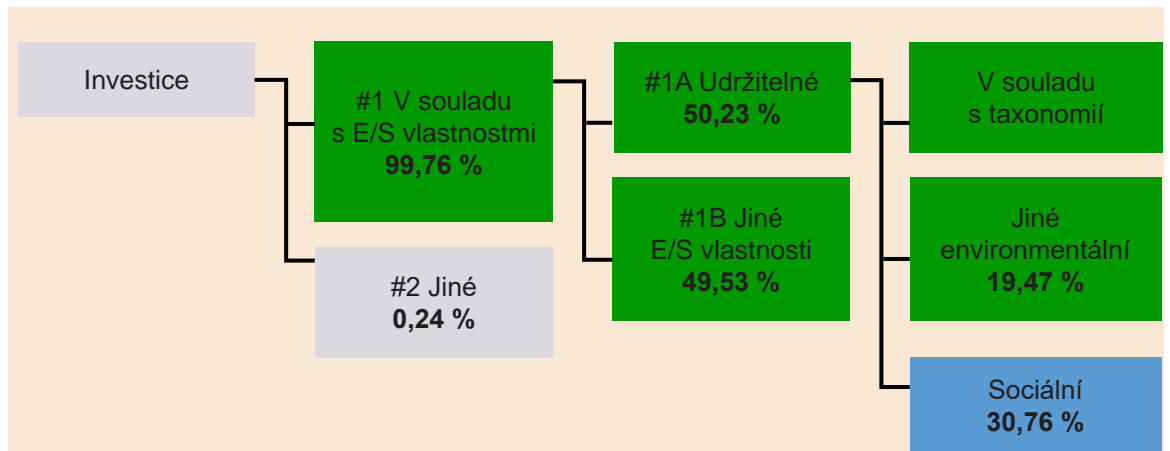 Investice
#1 V souladu
s E/S vlastnostmi
99,76 %
#2 Jiné
0,24 %
#1A Udržitelné
50,23 %
#1B Jiné
E/S vlastnosti
49,53 %
V souladu
s taxonomií
Jiné
environmentální
19,47 %
Sociální
30,76 %